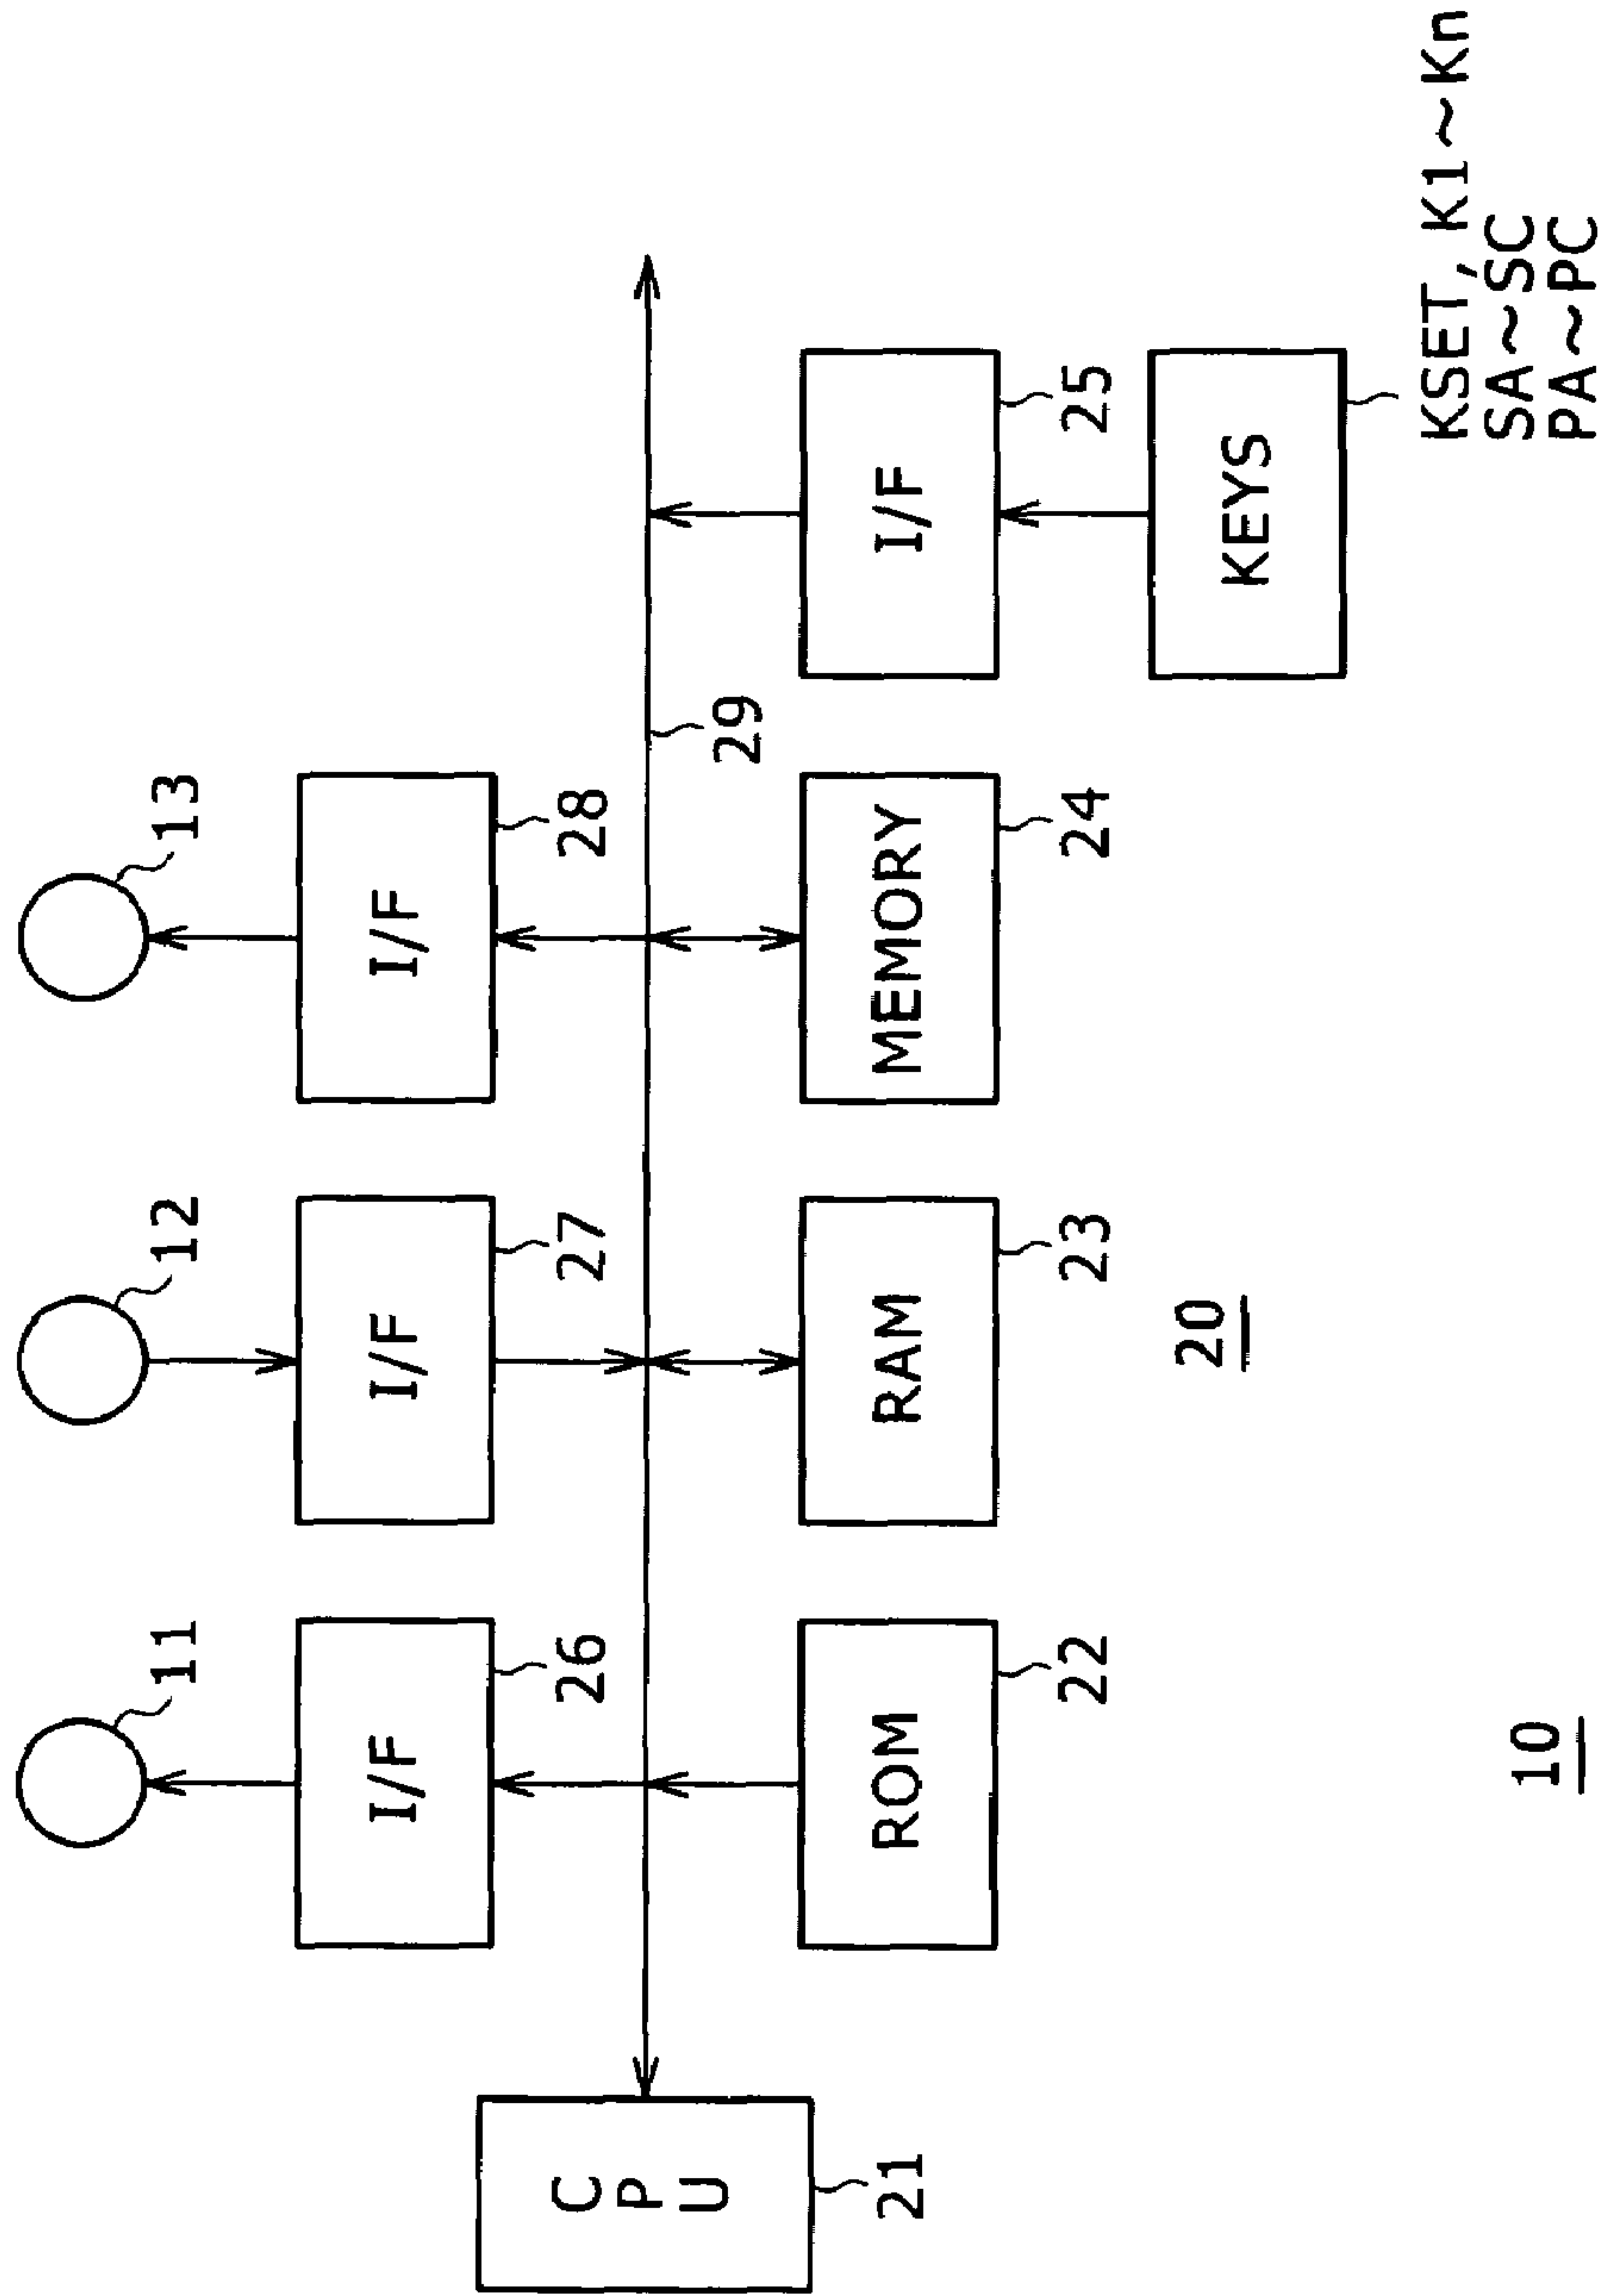 11
12
13
I/F
26
I/F
27
I/F
28
CPU
21
29
ROM
22
RAM
23
MEMORY
24
I/F
25
KEYS
KSET, K1~Kn
SA~SC
PA~PC
20
10